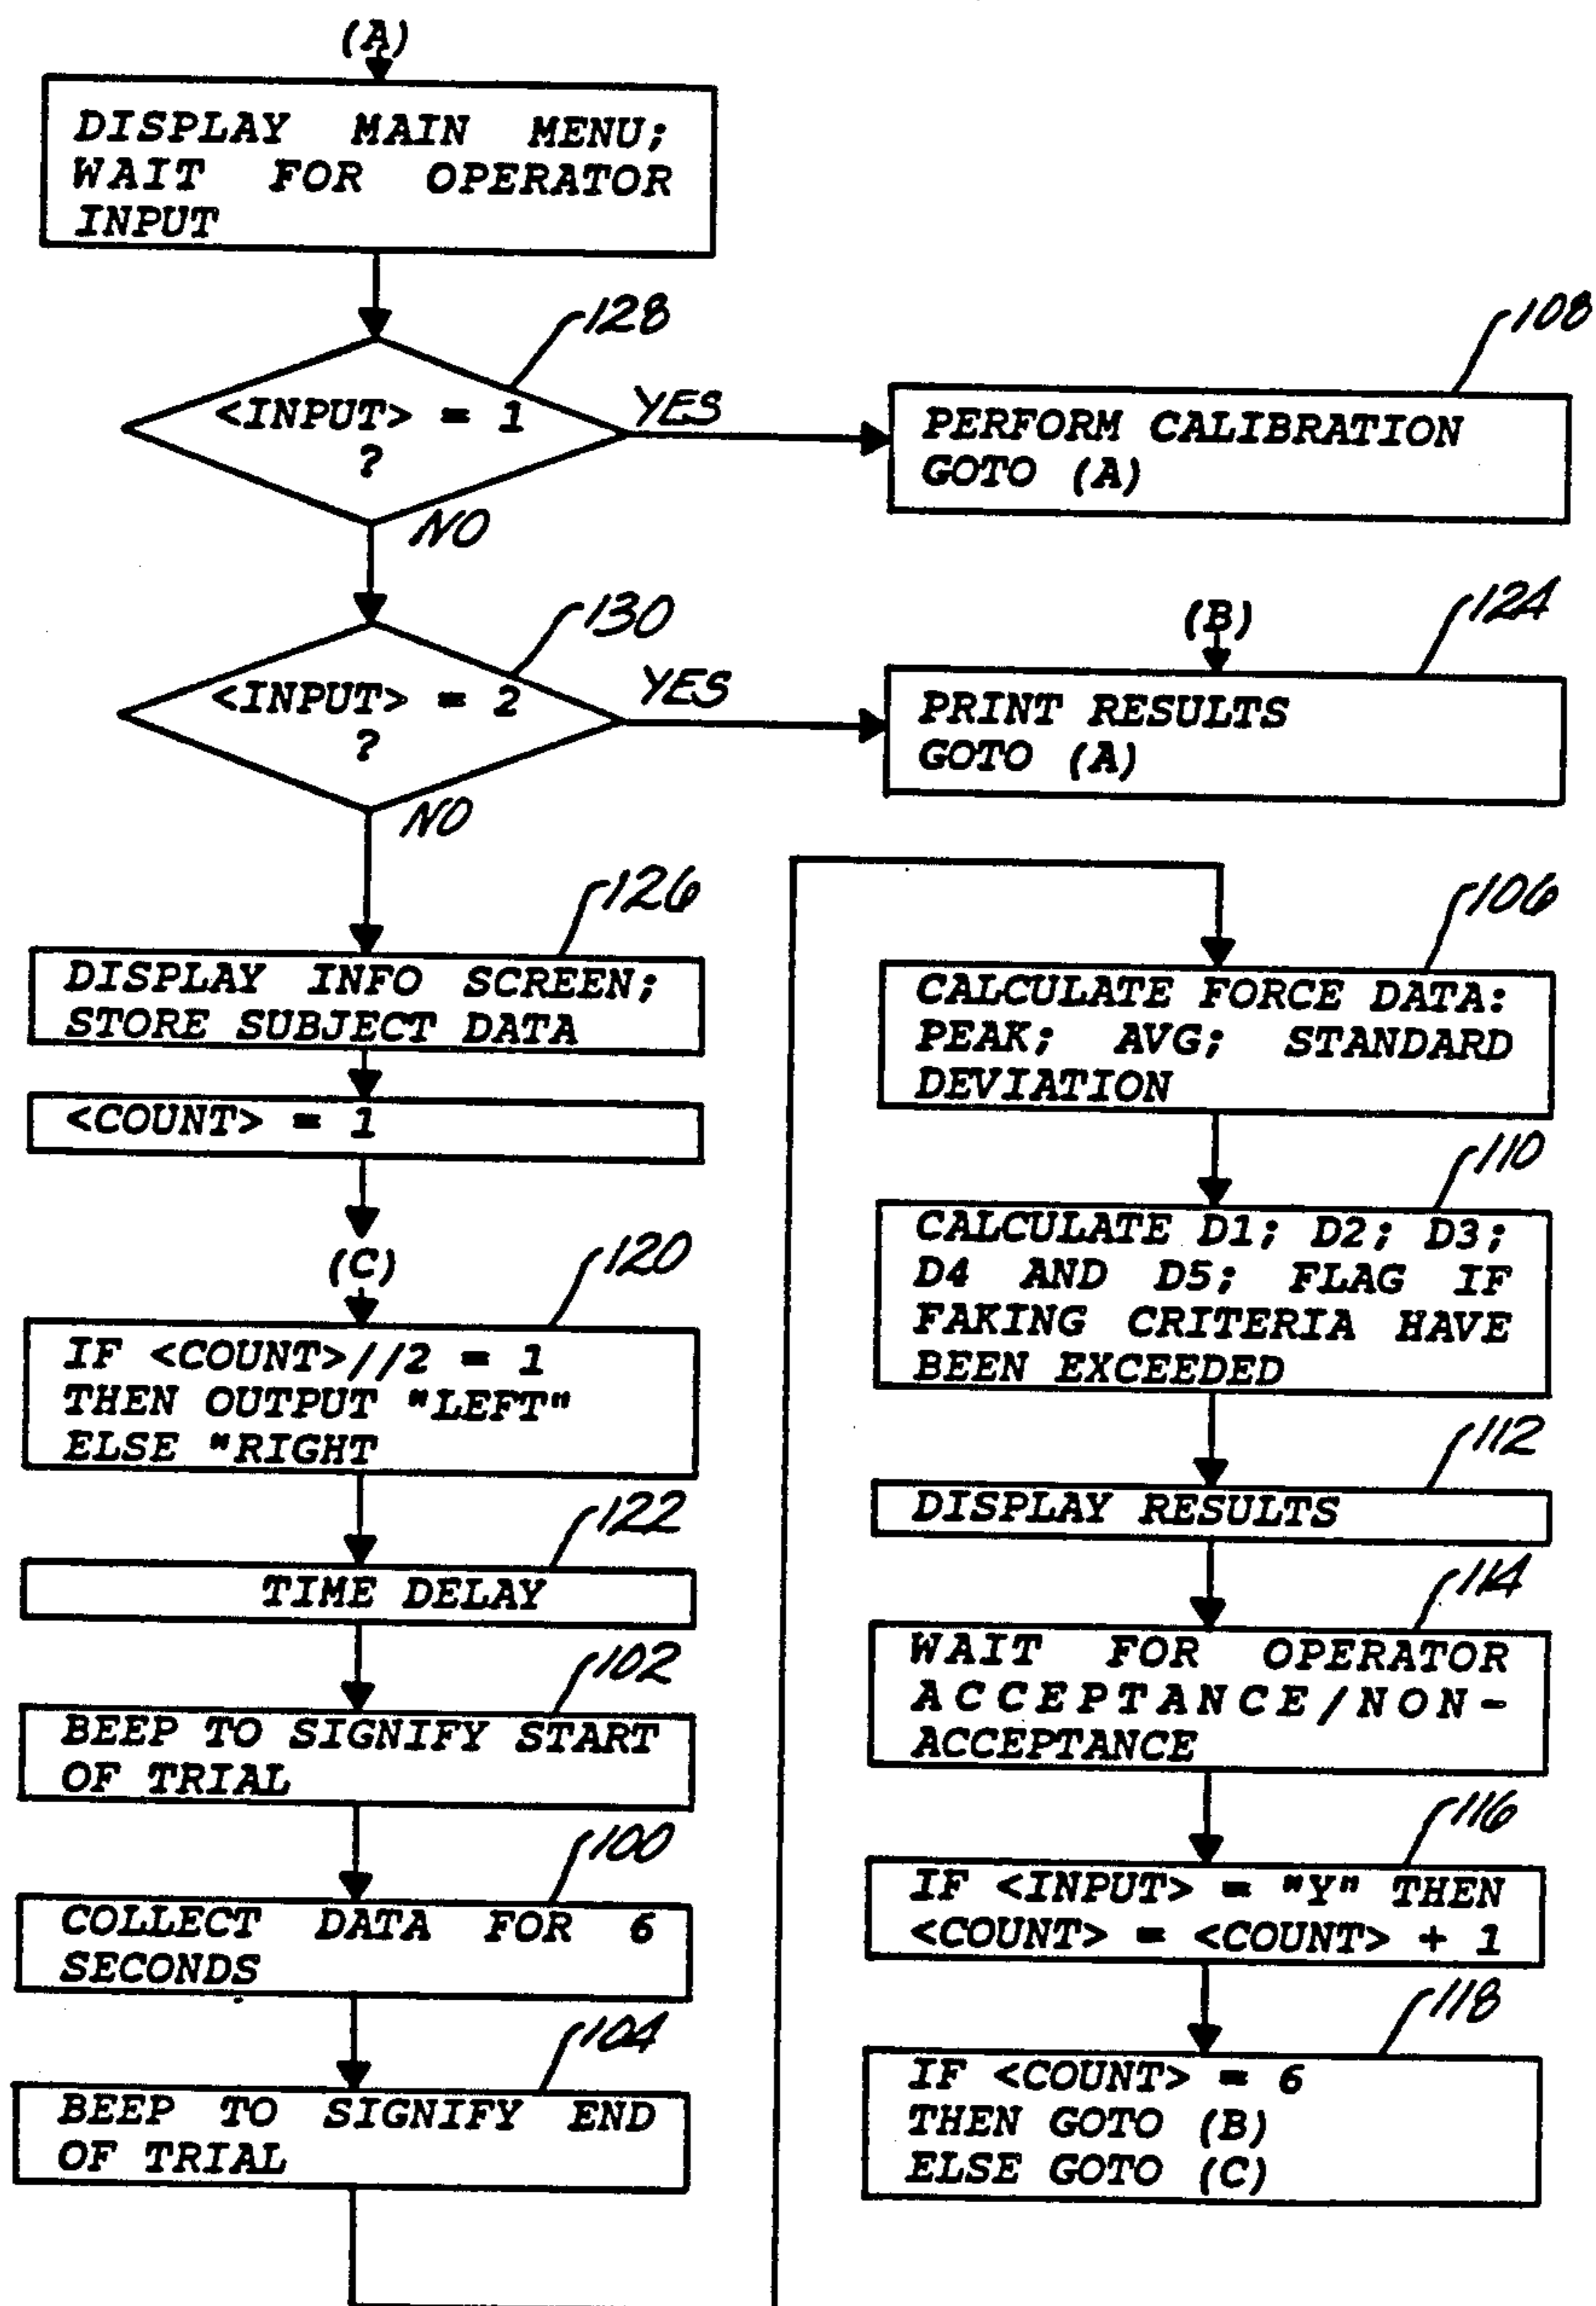 (A)
DISPLAY MAIN MENU;
WAIT FOR OPERATOR
INPUT
128
<INPUT> = 1
?
YES
NO
108
PERFORM CALIBRATION
GOTO (A)
130
<INPUT> = 2
?
YES
NO
(B)
124
PRINT RESULTS
GOTO (A)
126
DISPLAY INFO SCREEN;
STORE SUBJECT DATA
<COUNT> = 1
(C)
120
IF <COUNT>//2 = 1
THEN OUTPUT "LEFT"
ELSE "RIGHT
122
TIME DELAY
102
BEEP TO SIGNIFY START
OF TRIAL
100
COLLECT DATA FOR 6
SECONDS
104
BEEP TO SIGNIFY END
OF TRIAL
106
CALCULATE FORCE DATA:
PEAK; AVG; STANDARD
DEVIATION
110
CALCULATE D1; D2; D3;
D4 AND D5; FLAG IF
FAKING CRITERIA HAVE
BEEN EXCEEDED
112
DISPLAY RESULTS
114
WAIT FOR OPERATOR
ACCEPTANCE/NON-
ACCEPTANCE
116
IF <INPUT> = "Y" THEN
<COUNT> = <COUNT> + 1
118
IF <COUNT> = 6
THEN GOTO (B)
ELSE GOTO (C)